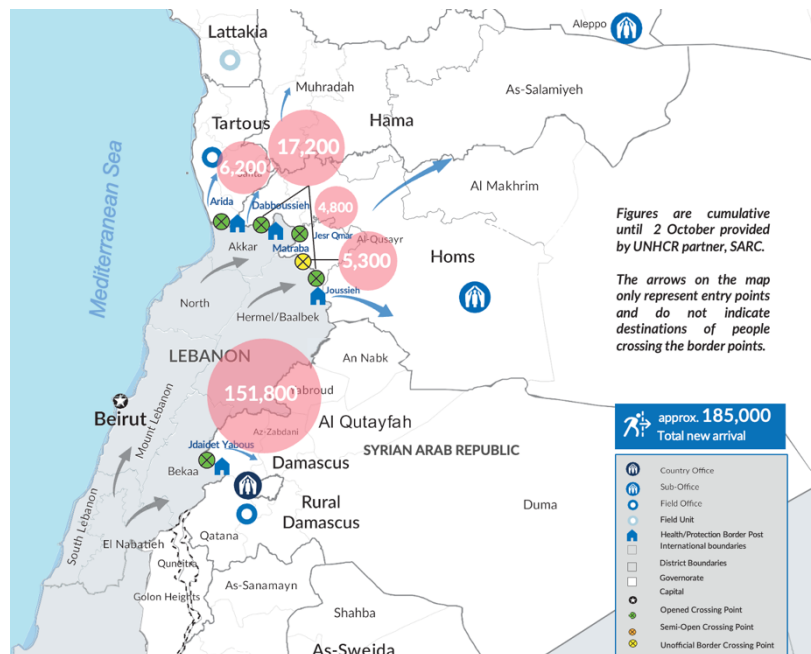 Lattakia
Aleppo
Muhradah
As-Salamiyeh
Tartous
Hama
17,200
6,200
Al Makhrim
4,800
Arida
Dabboussieh
Jesr Qmar
Al-Qusayr
Akkar
Matraba
5,300
Homs
Joussieh
North
Hermel/Baalbek
Mediterranean Sea
Figures are cumulative
until 2 October provided
by UNHCR partner, SARC.
The arrows on the map
only represent entry points
and do not indicate
destinations of people
crossing the border points.
LEBANON
An Nabk
151,800
Beirut
Mount Lebanon
Al Qutayfah
Az-Zabdani
Jdaidet Yabous
SYRIAN ARAB REPUBLIC
Bekaa
Damascus
Rural
Damascus
Duma
South Lebanon
El Nabatieh
Qatana
Quneitra
Golon Heights
As-Sanamayn
Shahba
As-Sweida
approx. 185,000
Total new arrival
Country Office
Sub-Office
Field Office
Field Unit
Health/Protection Border Post
International boundaries
District Boundaries
Governorate
Capital
Opened Crossing Point
Semi-Open Crossing Point
Unofficial Border Crossing Point